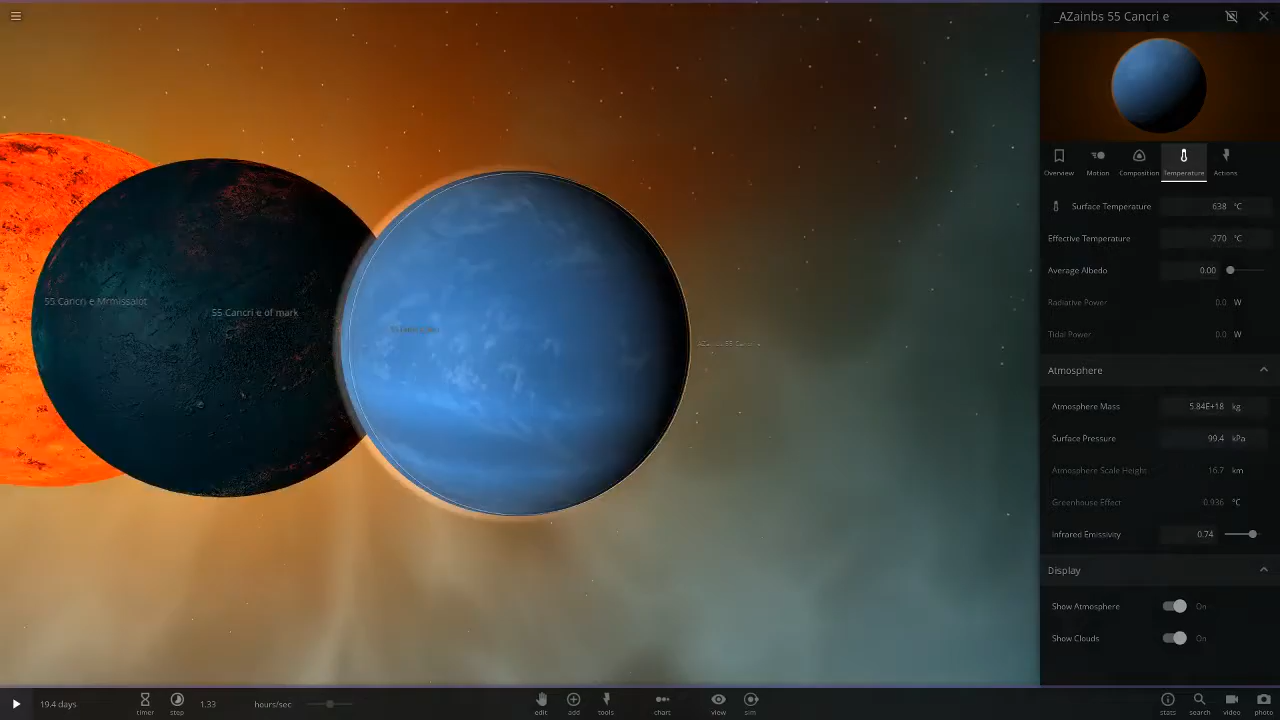 _AZainbs 55 Cancri e
Overview Motion Composition Temperature Actions
Surface Temperature 638 °C
Effective Temperature -270 °C
Average Albedo 0.00
Radiative Power 0.0 W
Tidal Power 0.0 W
Atmosphere
Atmosphere Mass 5.84E+18 kg
Surface Pressure 99.4 kPa
Atmosphere Scale Height 16.7 km
Greenhouse Effect 0.936 °C
Infrared Emissivity 0.74
Display
Show Atmosphere On
Show Clouds On
55 Cancri e Mrmissalot
55 Cancri e of mark
19.4 days
timer
step
1.33 hours/sec
edit
add
tools
chart
view
sim
stats
search
video
photo